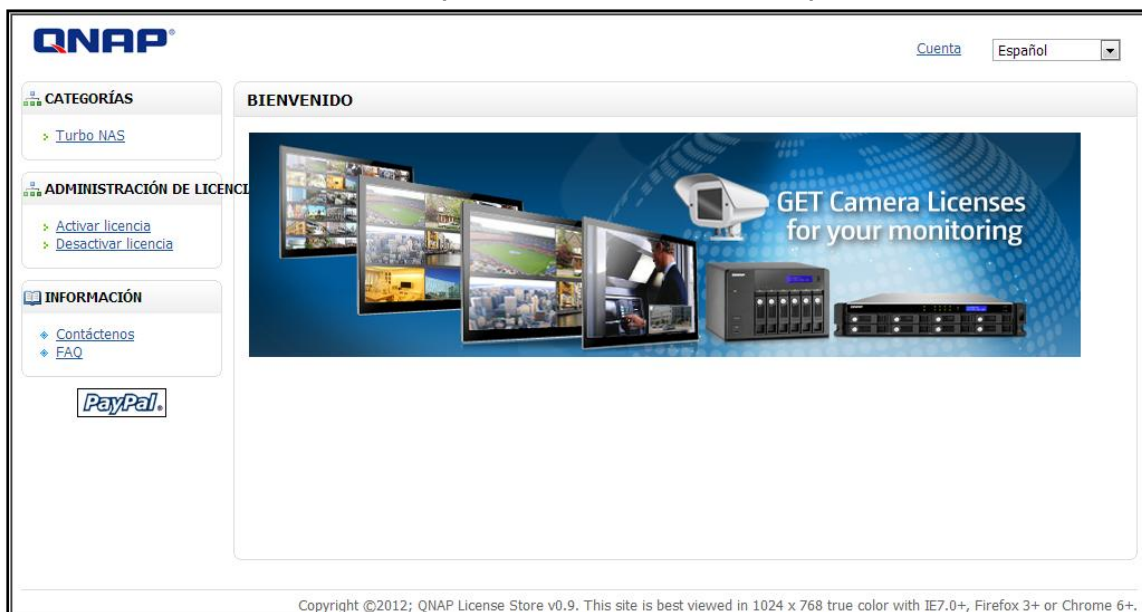 QNAP
Cuenta
Español
CATEGORÍAS
Turbo NAS
ADMINISTRACIÓN DE LICENCI
Activar licencia
Desactivar licencia
INFORMACIÓN
Contáctenos
FAQ
PayPal.
BIENVENIDO
GET Camera Licenses
for your monitoring
Copyright ©2012; QNAP License Store v0.9. This site is best viewed in 1024 x 768 true color with IE7.0+, Firefox 3+ or Chrome 6+.